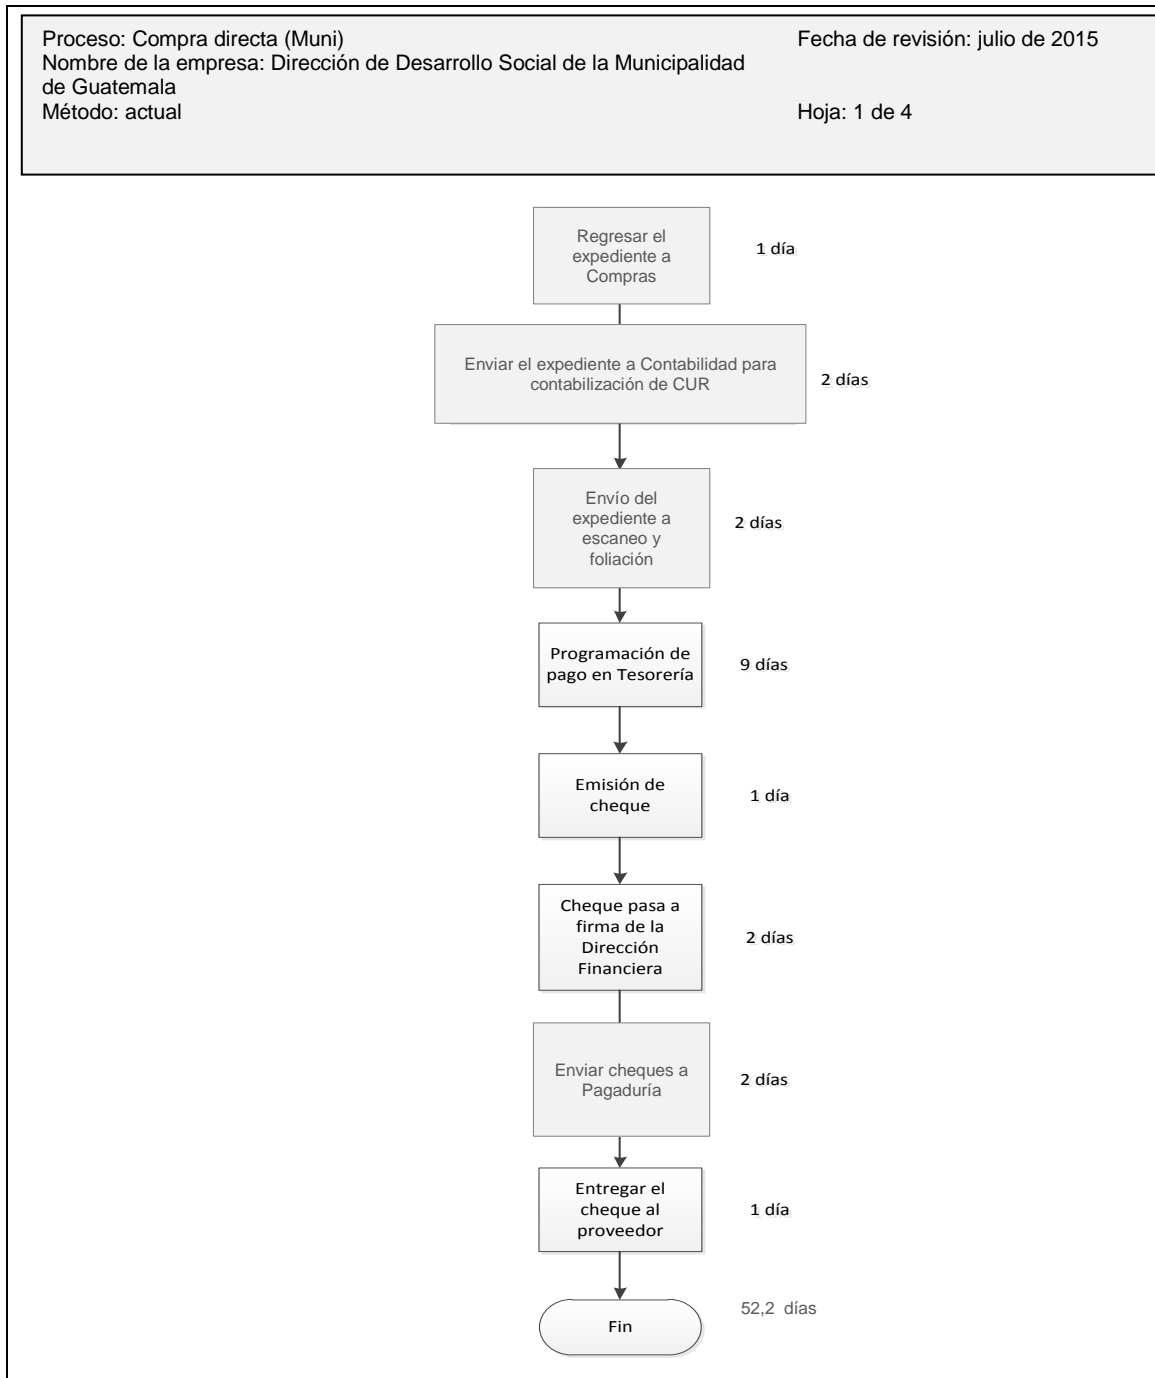 Proceso: Compra directa (Muni)
Fecha de revisión: julio de 2015
Nombre de la empresa: Dirección de Desarrollo Social de la Municipalidad
de Guatemala
Método: actual
Hoja: 1 de 4
Regresar el
expediente a
Compras
1 día
Enviar el expediente a Contabilidad para
contabilización de CUR
2 días
Envío del
expediente a
escaneo y
foliación
2 días
Programación de
pago en Tesorería
9 días
Emisión de
cheque
1 día
Cheque pasa a
firma de la
Dirección
Financiera
2 días
Enviar cheques a
Pagaduría
2 días
Entregar el
cheque al
proveedor
1 día
52,2 días
Fin